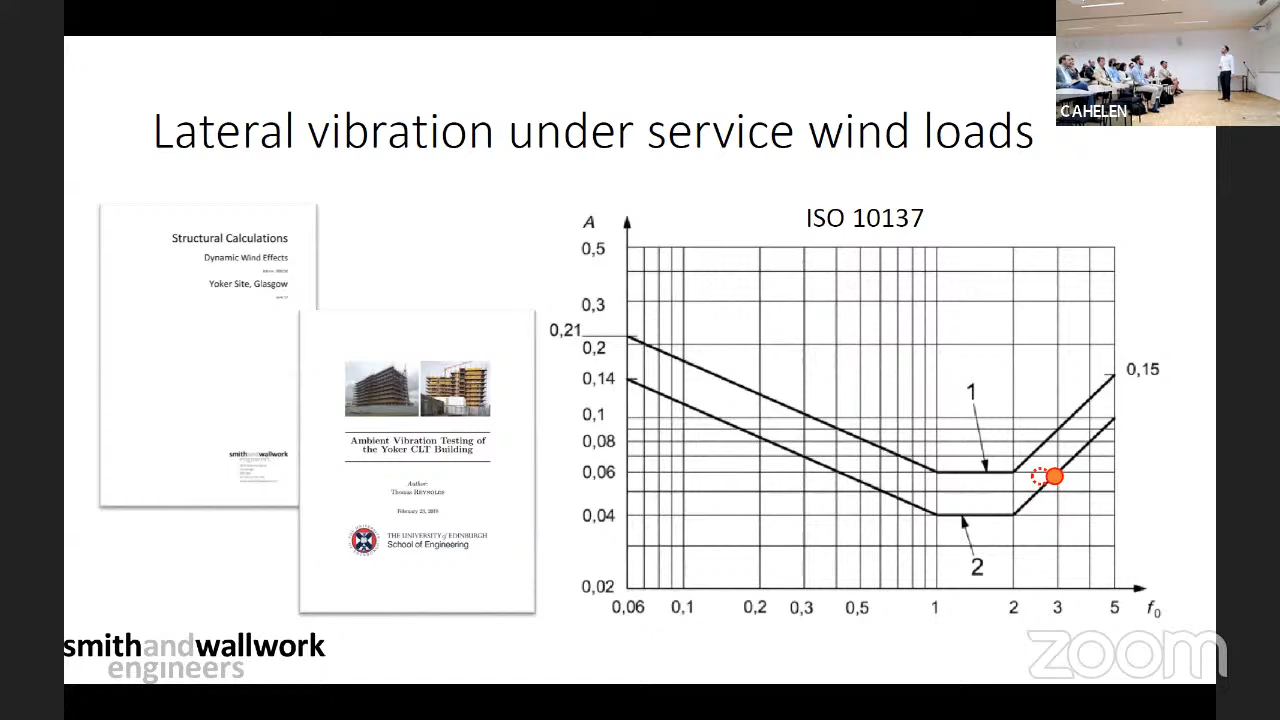 CAHELEN
Lateral vibration under service wind loads
Structural Calculations
Dynamic Wind Effects
Yoker Site, Glasgow
smithandwallwork
engineers
Ambient Vibration Testing of
the Yoker CLT Building
Author:
Thomas REYNOLDS
THE UNIVERSITY of EDINBURGH
School of Engineering
ISO 10137
A
0,5
0,3
0,21
0,2
0,14
0,15
0,1
0,08
0,06
0,04
0,02
1
2
0,06 0,1 0,2 0,3 0,5 1 2 3 5 f0
smithandwallwork
engineers
zoom